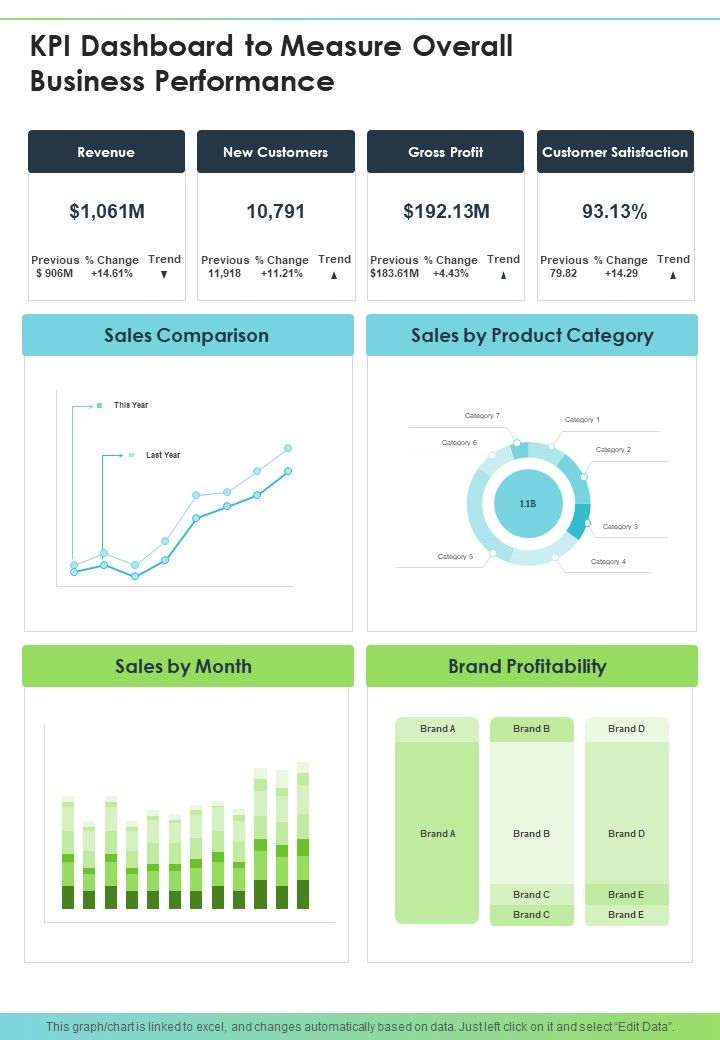 KPI Dashboard to Measure Overall
Business Performance
Revenue
$1,061M
Previous % Change Trend
$ 906M +14.61% ▼
New Customers
10,791
Previous % Change Trend
11,918 +11.21% ▲
Gross Profit
$192.13M
Previous % Change Trend
$183.61M +4.43% ▲
Customer Satisfaction
93.13%
Previous % Change Trend
79.82 +14.29 ▲
Sales Comparison
This Year
Last Year
Sales by Product Category
Category 7
Category 1
Category 6
Category 2
1.1B
Category 3
Category 5
Category 4
Sales by Month
Brand Profitability
Brand A
Brand B
Brand D
Brand A
Brand B
Brand D
Brand C
Brand E
Brand C
Brand E
This graph/chart is linked to excel, and changes automatically based on data. Just left click on it and select “Edit Data”.